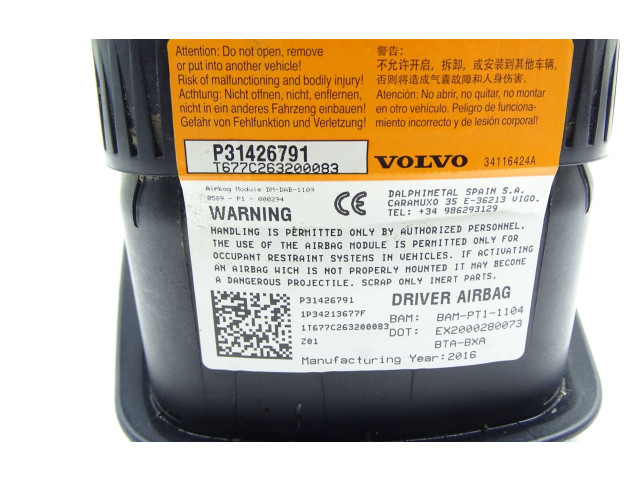 Attention: Do not open, remove
or put into another vehicle!
Risk of malfunctioning and bodily injury!
Acthung: Nicht offnen, nicht, enflernen,
nicht in ein anderes Fahrzeng einbauen!
Gefahr von Fehlfunktion und Verletzung!
警告:
不允许开启，拆卸，或安装到其他车辆。
否则将造成气囊故障和人身伤害。
Atención: No abrir, no quitar, no montar
en otro vehículo. Peligro de funciona-
miento incorrecto y de lesión corporal!
P31426791
T677C263200083
VOLVO
34116424A
Airbag Module DM-DAB-1109
0589 - P1 - 000294
CE
DALPHIMETAL SPAIN S.A.
CARAMUXO 35 E-36213 VIGO.
TEL: +34 986293129
WARNING
HANDLING IS PERMITTED ONLY BY AUTHORIZED PERSONNEL.
THE USE OF THE AIRBAG MODULE IS PERMITTED ONLY FOR
OCCUPANT RESTRAINT SYSTEMS IN VEHICLES. IF ACTIVATING
AN AIRBAG WICH IS NOT PROPERLY MOUNTED IT MAY BECOME
A DANGEROUS PROJECTILE. SCRAP ONLY INERT PARTS.
P31426791
1P34213677F
1T677C263200083
Z01
DRIVER AIRBAG
BAM: BAM-PT1-1104
DOT: EX2000280073
BTA-BXA
Manufacturing Year:2016